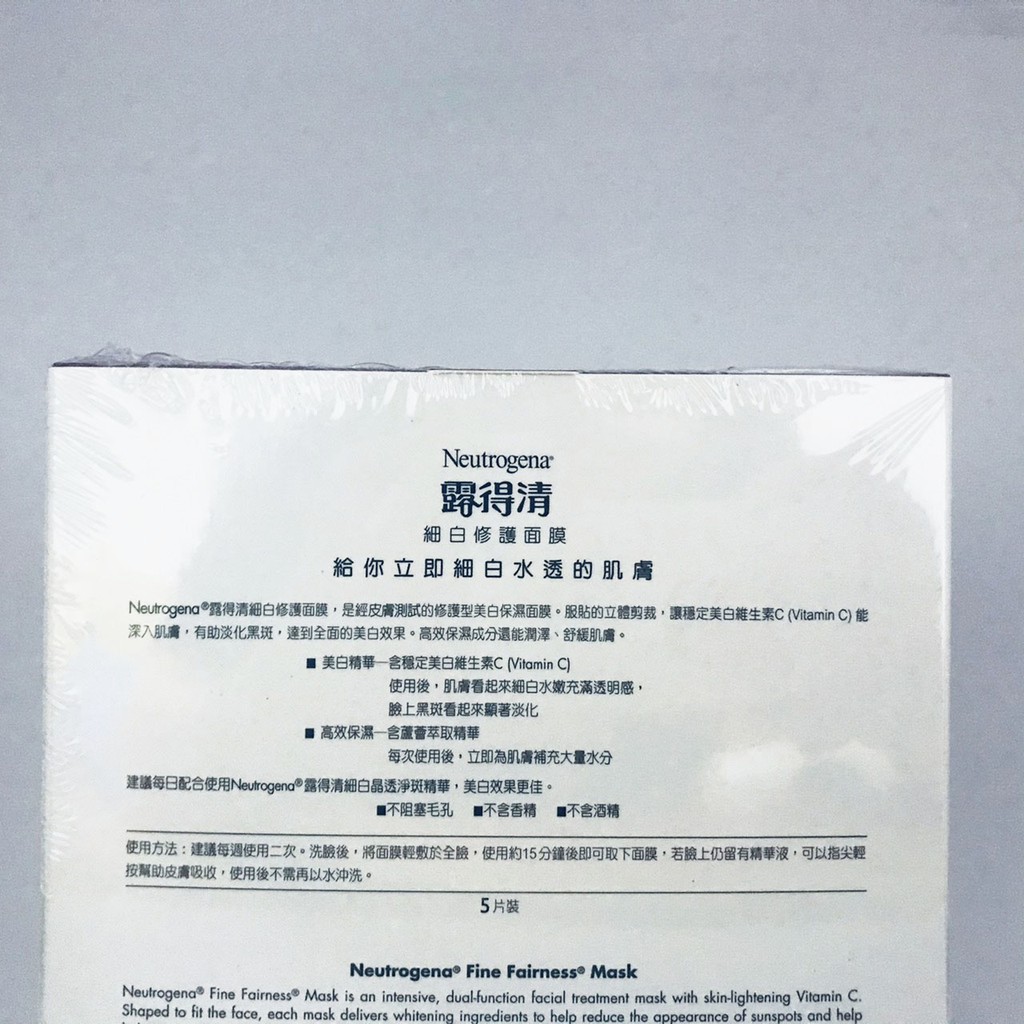 Neutrogena®
露得清
細白修護面膜
給你立即細白水透的肌膚
Neutrogena®露得清細白修護面膜，是經皮膚測試的修護型美白保濕面膜。服貼的立體剪裁，讓穩定美白維生素C (Vitamin C) 能
深入肌膚，有助淡化黑斑，達到全面的美白效果。高效保濕成分還能潤澤、舒緩肌膚。
■ 美白精華─含穩定美白維生素C (Vitamin C)
使用後，肌膚看起來細白水嫩充滿透明感，
臉上黑斑看起來顯著淡化
■ 高效保濕─含蘆薈萃取精華
每次使用後，立即為肌膚補充大量水分
建議每日配合使用Neutrogena®露得清細白晶透淨斑精華，美白效果更佳。
■不阻塞毛孔 ■不含香精 ■不含酒精
使用方法：建議每週使用二次。洗臉後，將面膜輕敷於全臉，使用約15分鐘後即可取下面膜，若臉上仍留有精華液，可以指尖輕
按幫助皮膚吸收，使用後不需再以水沖洗。
5片裝
Neutrogena® Fine Fairness® Mask
Neutrogena® Fine Fairness® Mask is an intensive, dual-function facial treatment mask with skin-lightening Vitamin C.
Shaped to fit the face, each mask delivers whitening ingredients to help reduce the appearance of sunspots and help